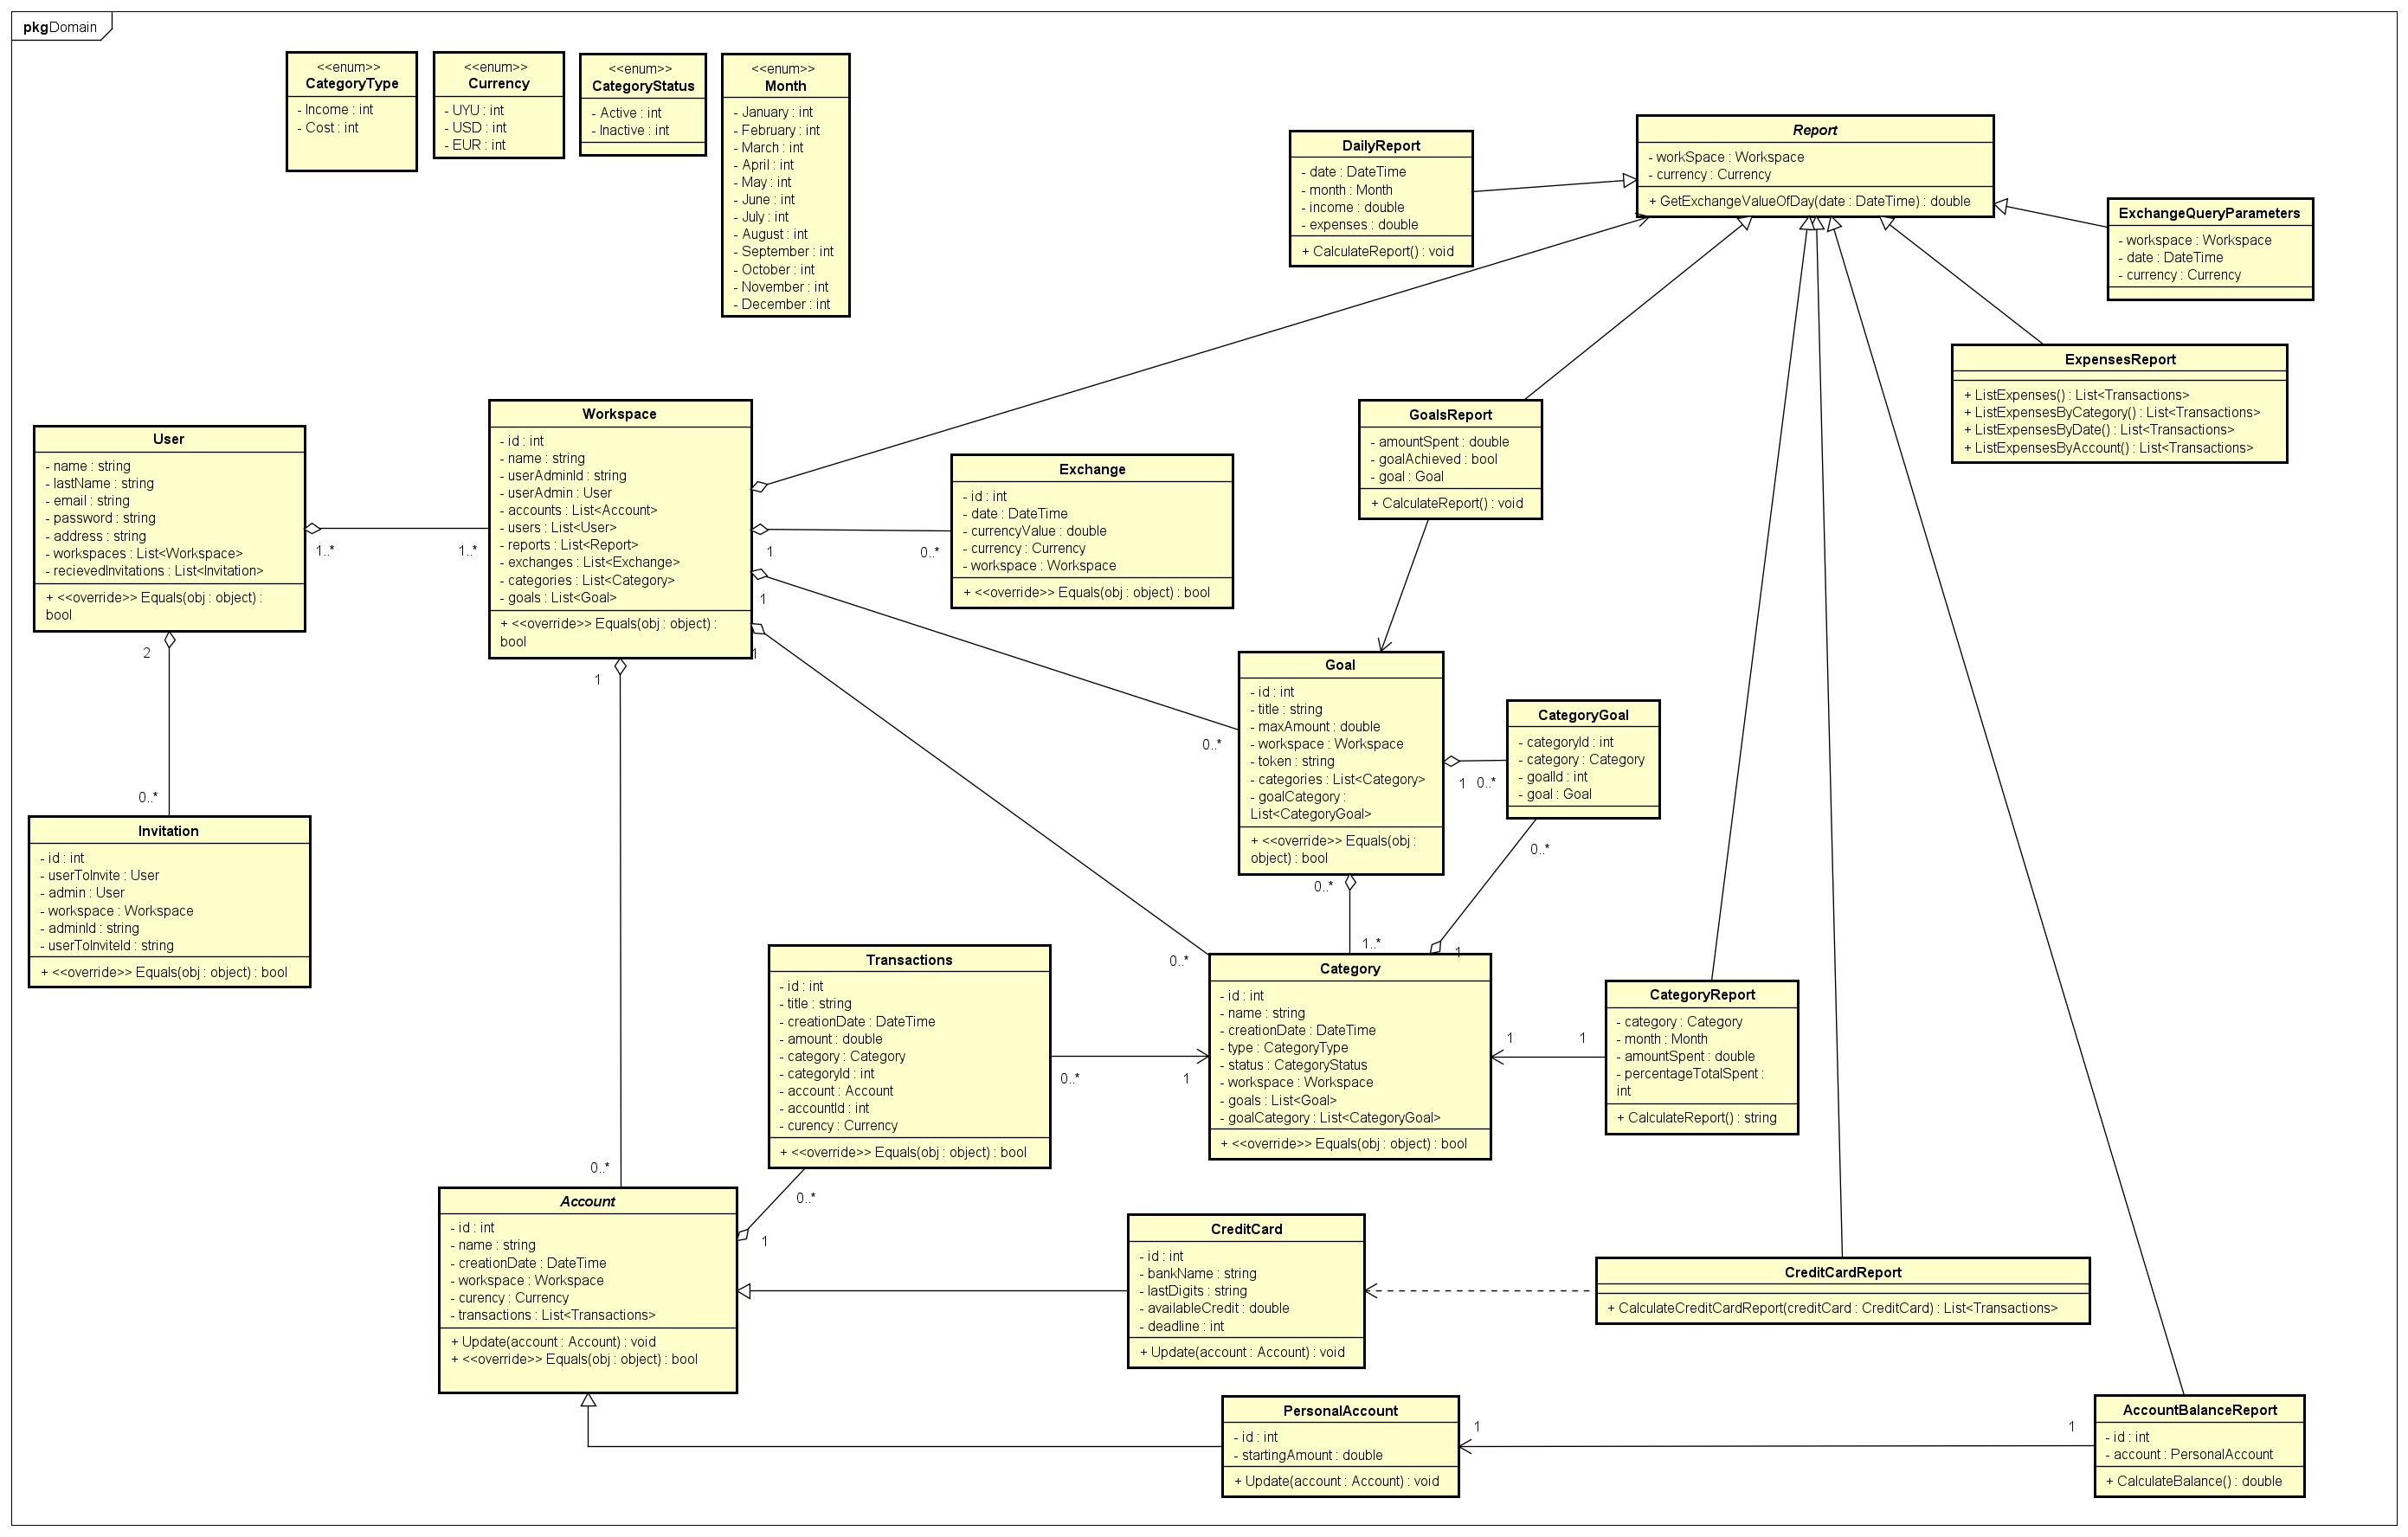 pkg Domain
<<enum>>
CategoryType
- Income : int
- Cost : int
<<enum>>
Currency
- UYU : int
- USD : int
- EUR : int
<<enum>>
CategoryStatus
- Active : int
- Inactive : int
<<enum>>
Month
- January : int
- February : int
- March : int
- April : int
- May : int
- June : int
- July : int
- August : int
- September : int
- October : int
- November : int
- December : int
DailyReport
- date : DateTime
- month : Month
- income : double
- expenses : double
+ CalculateReport() : void
Report
- workSpace : Workspace
- currency : Currency
+ GetExchangeValueOfDay(date : DateTime) : double
ExchangeQueryParameters
- workspace : Workspace
- date : DateTime
- currency : Currency
ExpensesReport
+ ListExpenses() : List<Transactions>
+ ListExpensesByCategory() : List<Transactions>
+ ListExpensesByDate() : List<Transactions>
+ ListExpensesByAccount() : List<Transactions>
User
- name : string
- lastName : string
- email : string
- password : string
- address : string
- workspaces : List<Workspace>
- recievedInvitations : List<Invitation>
+ <<override>> Equals(obj : object) :
bool
1..*
1..*
Workspace
- id : int
- name : string
- userAdminId : string
- userAdmin : User
- accounts : List<Account>
- users : List<User>
- reports : List<Report>
- exchanges : List<Exchange>
- categories : List<Category>
- goals : List<Goal>
+ <<override>> Equals(obj : object) :
bool
1
0..*
1
1
1
Exchange
- id : int
- date : DateTime
- currencyValue : double
- currency : Currency
- workspace : Workspace
+ <<override>> Equals(obj : object) : bool
GoalsReport
- amountSpent : double
- goalAchieved : bool
- goal : Goal
+ CalculateReport() : void
2
0..*
Invitation
- id : int
- userToInvite : User
- admin : User
- workspace : Workspace
- adminId : string
- userToInviteId : string
+ <<override>> Equals(obj : object) : bool
0..*
Goal
- id : int
- title : string
- maxAmount : double
- workspace : Workspace
- token : string
- categories : List<Category>
- goalCategory :
List<CategoryGoal>
+ <<override>> Equals(obj :
object) : bool
1
0..*
CategoryGoal
- categoryId : int
- category : Category
- goalId : int
- goal : Goal
0..*
0..*
1..*
1
0..*
Transactions
- id : int
- title : string
- creationDate : DateTime
- amount : double
- category : Category
- categoryId : int
- account : Account
- accountId : int
- curency : Currency
+ <<override>> Equals(obj : object) : bool
0..*
1
Category
- id : int
- name : string
- creationDate : DateTime
- type : CategoryType
- status : CategoryStatus
- workspace : Workspace
- goals : List<Goal>
- goalCategory : List<CategoryGoal>
+ <<override>> Equals(obj : object) : bool
1
1
CategoryReport
- category : Category
- month : Month
- amountSpent : double
- percentageTotalSpent :
int
+ CalculateReport() : string
0..*
0..*
1
Account
- id : int
- name : string
- creationDate : DateTime
- workspace : Workspace
- curency : Currency
- transactions : List<Transactions>
+ Update(account : Account) : void
+ <<override>> Equals(obj : object) : bool
CreditCard
- id : int
- bankName : string
- lastDigits : string
- availableCredit : double
- deadline : int
+ Update(account : Account) : void
CreditCardReport
+ CalculateCreditCardReport(creditCard : CreditCard) : List<Transactions>
PersonalAccount
- id : int
- startingAmount : double
+ Update(account : Account) : void
1
1
AccountBalanceReport
- id : int
- account : PersonalAccount
+ CalculateBalance() : double